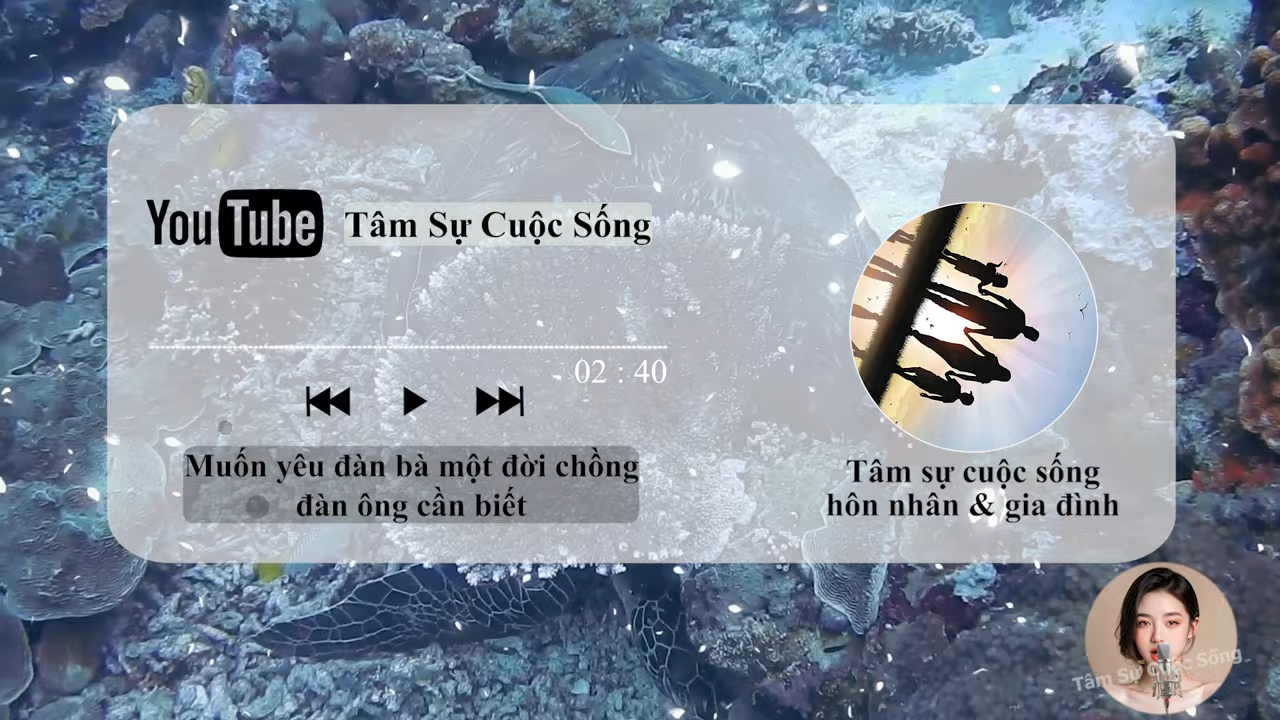 YouTube Tâm Sự Cuộc Sống
02 : 40
Muốn yêu đàn bà một đời chồng
đàn ông cần biết
Tâm sự cuộc sống
hôn nhân & gia đình
Tâm Sự Cuộc Sống